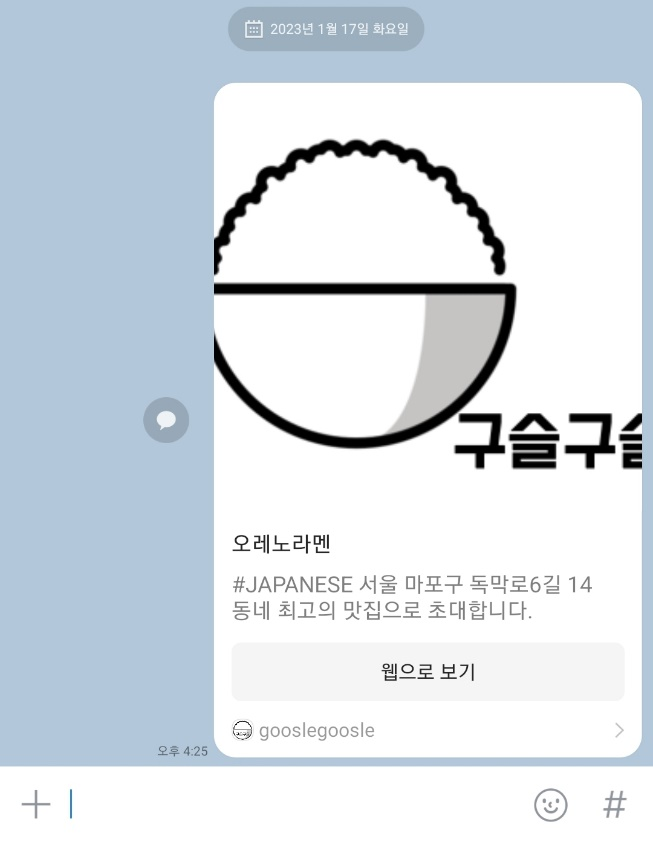 2023년 1월 17일 화요일
구슬구슬
오레노라멘
#JAPANESE 서울 마포구 독막로6길 14
동네 최고의 맛집으로 초대합니다.
웹으로 보기
gooslegoosle
오후 4:25
#